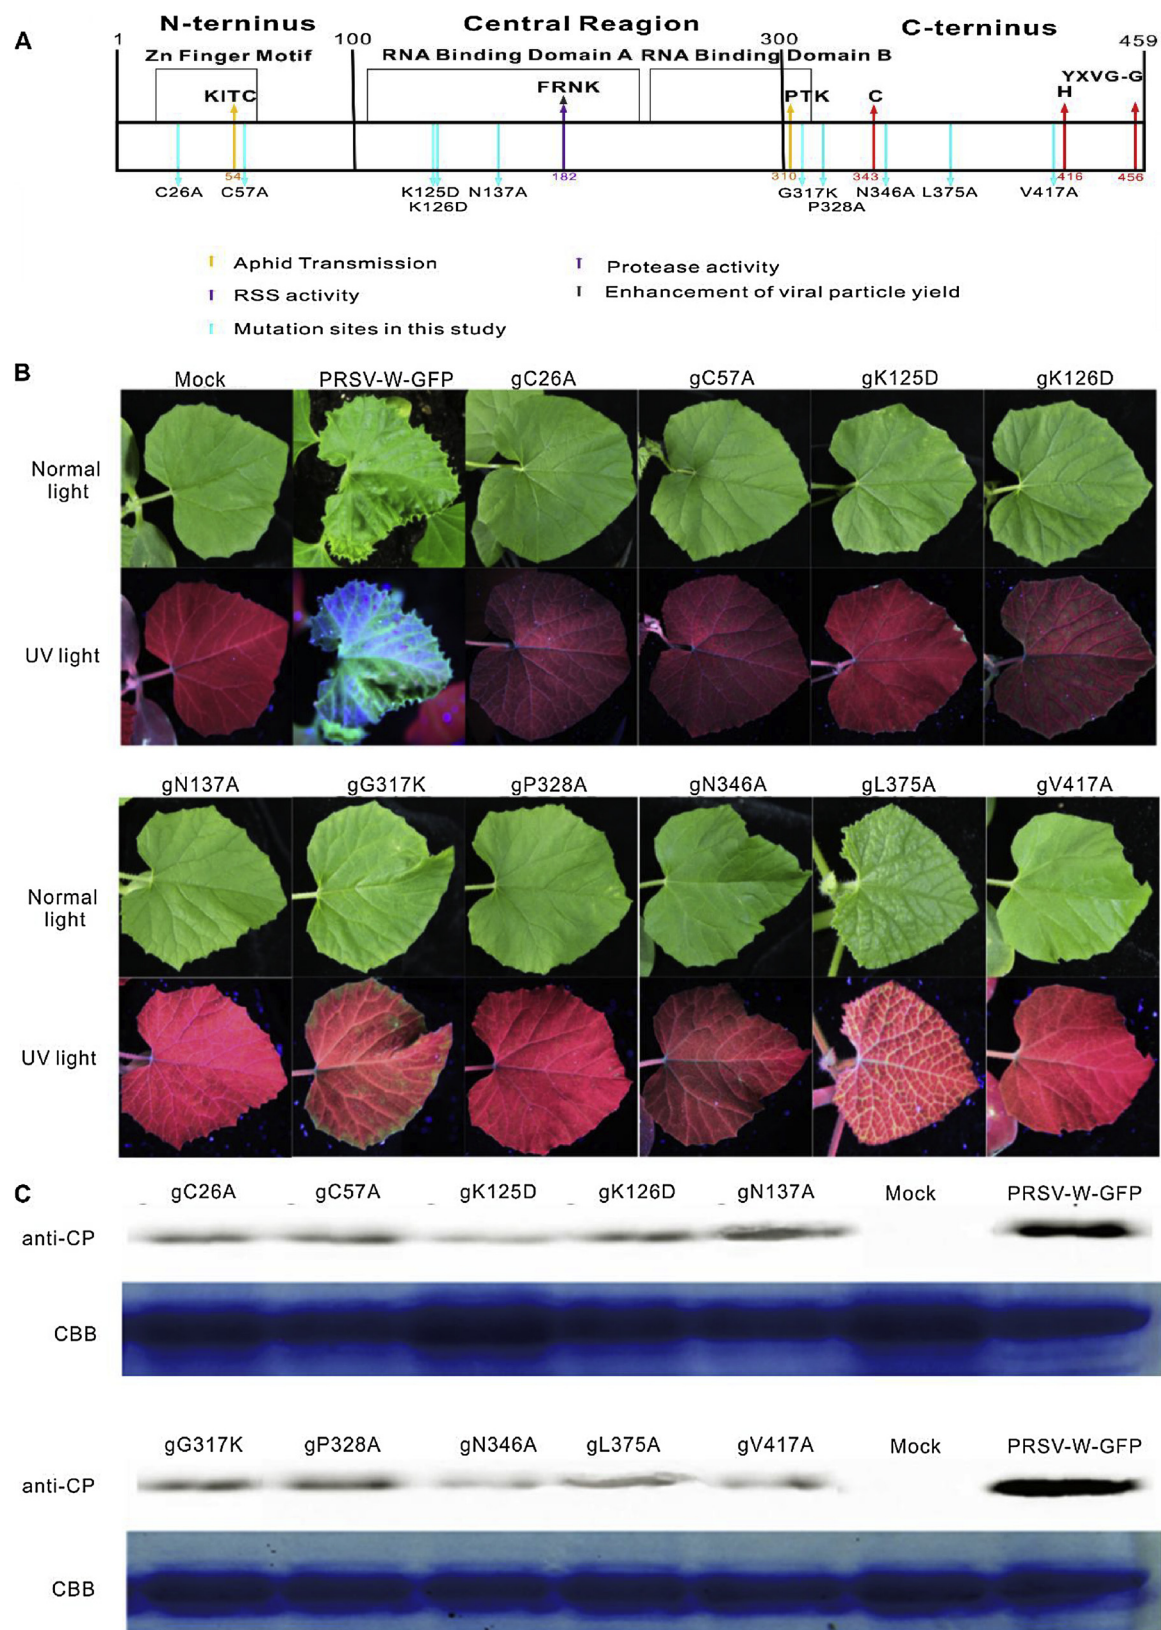 A
N-terninus
Central Reagion
C-terninus
1
100
300
459
Zn Finger Motif
RNA Binding Domain A
RNA Binding Domain B
KITC
FRNK
PTK
C
YXVG-G
H
54
182
310
343
416
456
C26A
C57A
K125D
N137A
G317K
N346A
L375A
V417A
K126D
P328A
Aphid Transmission
Protease activity
RSS activity
Enhancement of viral particle yield
Mutation sites in this study
B
Mock
PRSV-W-GFP
gC26A
gC57A
gK125D
gK126D
Normal
light
UV light
gN137A
gG317K
gP328A
gN346A
gL375A
gV417A
Normal
light
UV light
C
gC26A
gC57A
gK125D
gK126D
gN137A
Mock
PRSV-W-GFP
anti-CP
CBB
gG317K
gP328A
gN346A
gL375A
gV417A
Mock
PRSV-W-GFP
anti-CP
CBB